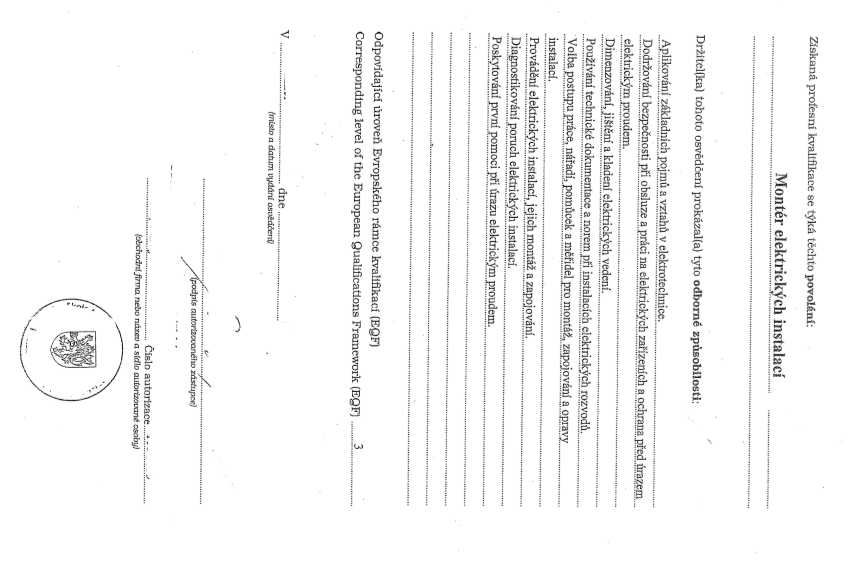 Získaná profesní kvalifikace se týká těchto povolání:
Montér elektrických instalací
Držitel(ka) tohoto osvědčení prokázal(a) tyto odborné způsobilosti:
Aplikování základních pojmů a vztahů v elektrotechnice.
Dodržování bezpečnosti při obsluze a práci na elektrických zařízeních a ochrana před úrazem
elektrickým proudem.
Dimenzování, jištění a kladení elektrických vedení.
Používání technické dokumentace a norem při instalacích elektrických rozvodů.
Volba postupu práce, nářadí, pomůcek a měřidel pro montáž, zapojování a opravy
instalací.
Provádění elektrických instalací, jejich montáž a zapojování.
Diagnostikování poruch elektrických instalací.
Poskytování první pomoci při úrazu elektrickým proudem.
Odpovídající úroveň Evropského rámce kvalifikací (EQF)
Corresponding level of the European Qualifications Framework (EQF) 3
V dne
(místo a datum vydání osvědčení)
(podpis autorizovaného zástupce)
Číslo autorizace
(obchodní firma nebo název a sídlo autorizované osoby)